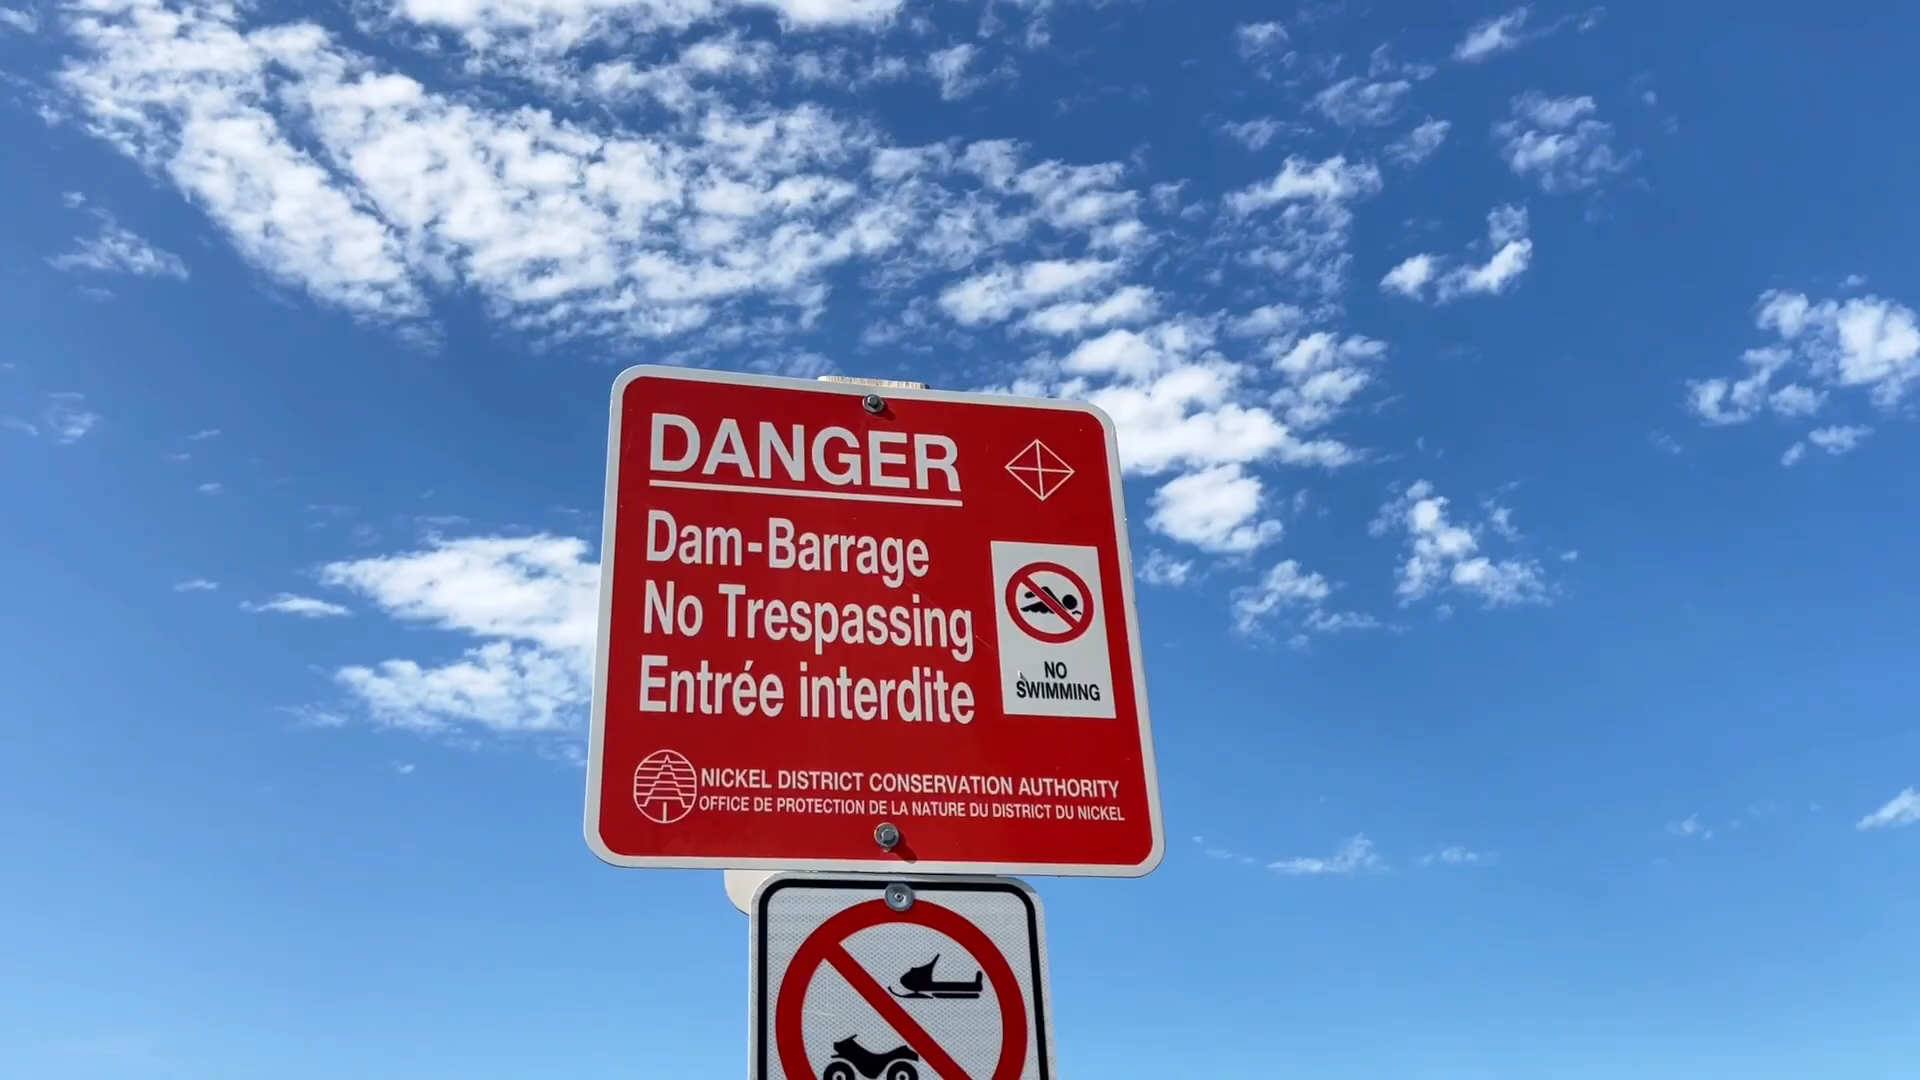 DANGER
Dam-Barrage
No Trespassing
Entrée interdite
NO
SWIMMING
NICKEL DISTRICT CONSERVATION AUTHORITY
OFFICE DE PROTECTION DE LA NATURE DU DISTRICT DU NICKEL